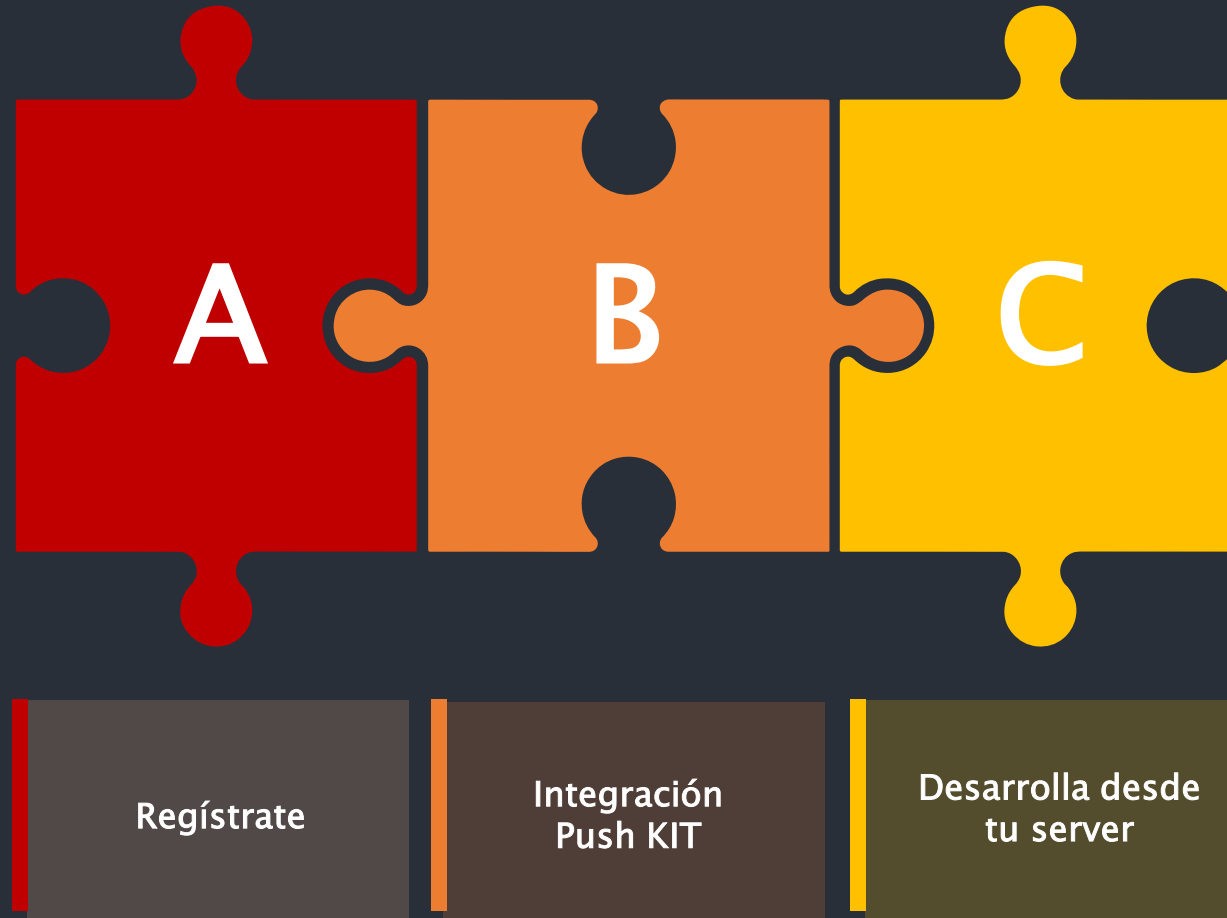 A
B
C
Regístrate
Integración
Push KIT
Desarrolla desde
tu server